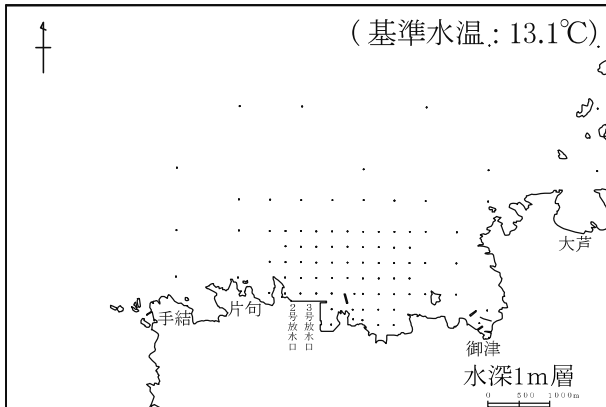 (基準水温 : 13.1℃)
大芦
手結
片句
2号放水口
3号放水口
御津
水深1m層
0 500 1000m